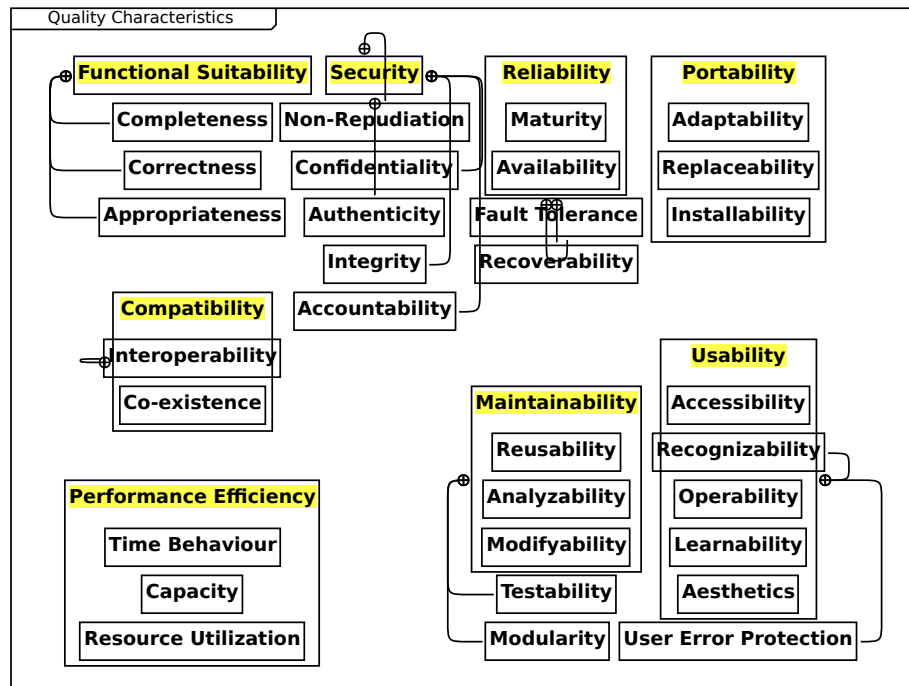 Quality Characteristics
Functional Suitability
Completeness
Correctness
Appropriateness
Security
Non-Repudiation
Confidentiality
Authenticity
Integrity
Accountability
Reliability
Maturity
Availability
Fault Tolerance
Recoverability
Portability
Adaptability
Replaceability
Installability
Compatibility
Interoperability
Co-existence
Usability
Accessibility
Recognizability
Operability
Learnability
Aesthetics
User Error Protection
Maintainability
Reusability
Analyzability
Modifyability
Testability
Modularity
Performance Efficiency
Time Behaviour
Capacity
Resource Utilization